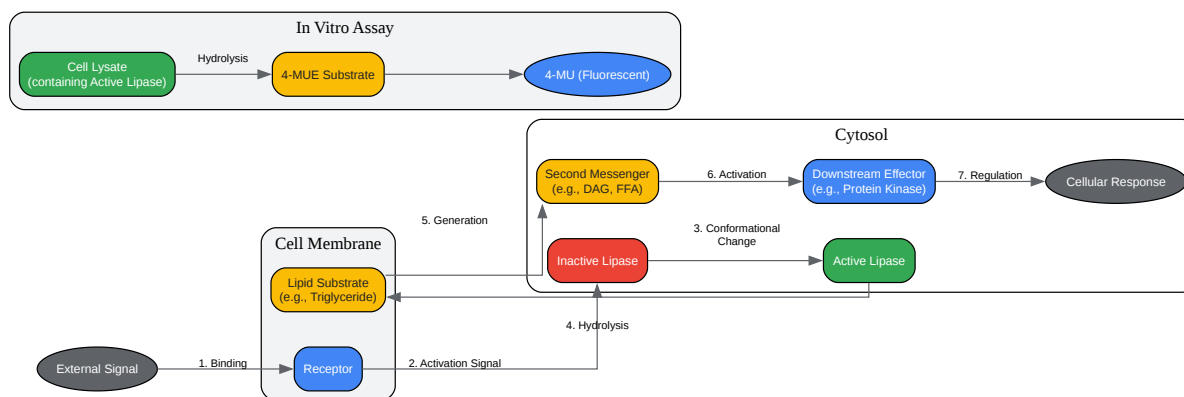 In Vitro Assay
Cell Lysate
(containing Active Lipase)
Hydrolysis
4-MUE Substrate
4-MU (Fluorescent)
Cytosol
Second Messenger
(e.g., DAG, FFA)
6. Activation
Downstream Effector
(e.g., Protein Kinase)
7. Regulation
Cellular Response
5. Generation
3. Conformational
Change
Inactive Lipase
Active Lipase
Cell Membrane
Lipid Substrate
(e.g., Triglyceride)
4. Hydrolysis
External Signal
1. Binding
Receptor
2. Activation Signal